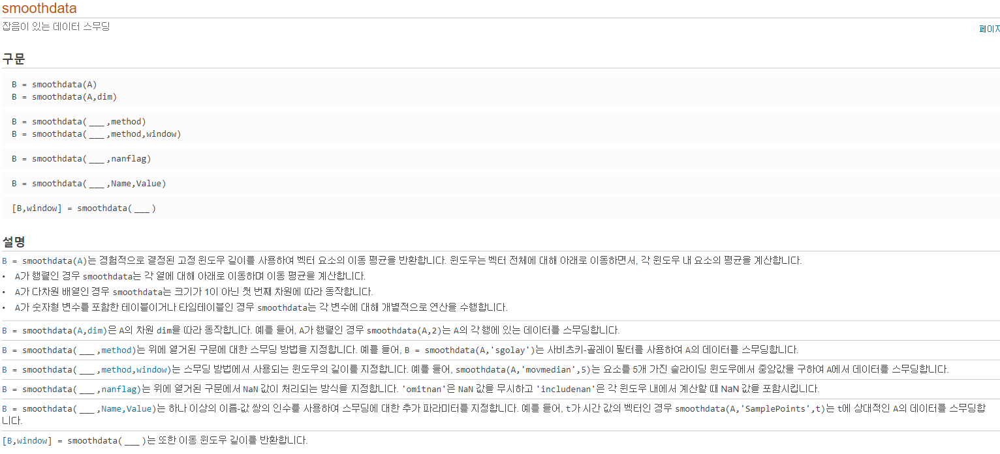 smoothdata
잡음이 있는 데이터 스무딩
페이지
구문
B = smoothdata(A)
B = smoothdata(A,dim)
B = smoothdata(___,method)
B = smoothdata(___,method,window)
B = smoothdata(___,nanflag)
B = smoothdata(___,Name,Value)
[B,window] = smoothdata(___)
설명
B = smoothdata(A)는 경험적으로 결정된 고정 윈도우 길이를 사용하여 벡터 요소의 이동 평균을 반환합니다. 윈도우는 벡터 전체에 대해 아래로 이동하면서, 각 윈도우 내 요소의 평균을 계산합니다.
• A가 행렬인 경우 smoothdata는 각 열에 대해 아래로 이동하며 이동 평균을 계산합니다.
• A가 다차원 배열인 경우 smoothdata는 크기가 1이 아닌 첫 번째 차원에 따라 동작합니다.
• A가 숫자형 변수를 포함한 테이블이거나 타임테이블인 경우 smoothdata는 각 변수에 대해 개별적으로 연산을 수행합니다.
B = smoothdata(A,dim)은 A의 차원 dim을 따라 동작합니다. 예를 들어, A가 행렬인 경우 smoothdata(A,2)는 A의 각 행에 있는 데이터를 스무딩합니다.
B = smoothdata(___,method)는 위에 열거된 구문에 대한 스무딩 방법을 지정합니다. 예를 들어, B = smoothdata(A,'sgolay')는 사비츠키-골레이 필터를 사용하여 A의 데이터를 스무딩합니다.
B = smoothdata(___,method,window)는 스무딩 방법에서 사용되는 윈도우의 길이를 지정합니다. 예를 들어, smoothdata(A,'movmedian',5)는 요소를 5개 가진 슬라이딩 윈도우에서 중앙값을 구하여 A에서 데이터를 스무딩합니다.
B = smoothdata(___,nanflag)는 위에 열거된 구문에서 NaN 값이 처리되는 방식을 지정합니다. 'omitnan'은 NaN 값을 무시하고 'includenan'은 각 윈도우 내에서 계산할 때 NaN 값을 포함시킵니다.
B = smoothdata(___,Name,Value)는 하나 이상의 이름-값 쌍의 인수를 사용하여 스무딩에 대한 추가 파라미터를 지정합니다. 예를 들어, t가 시간 값의 벡터인 경우 smoothdata(A,'SamplePoints',t)는 t에 상대적인 A의 데이터를 스무딩합
니다.
[B,window] = smoothdata(___)는 또한 이동 윈도우 길이를 반환합니다.